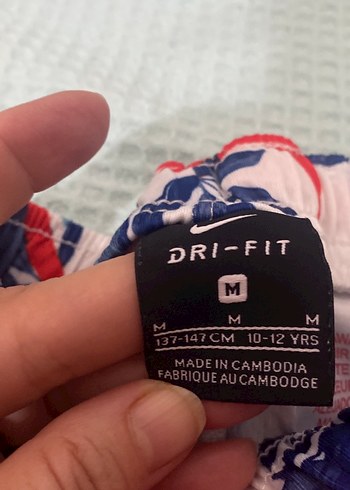 DRI-FIT
M
M M M
137-147 CM 10-12 YRS
MADE IN CAMBODIA
FABRIQUE AU CAMBODGE